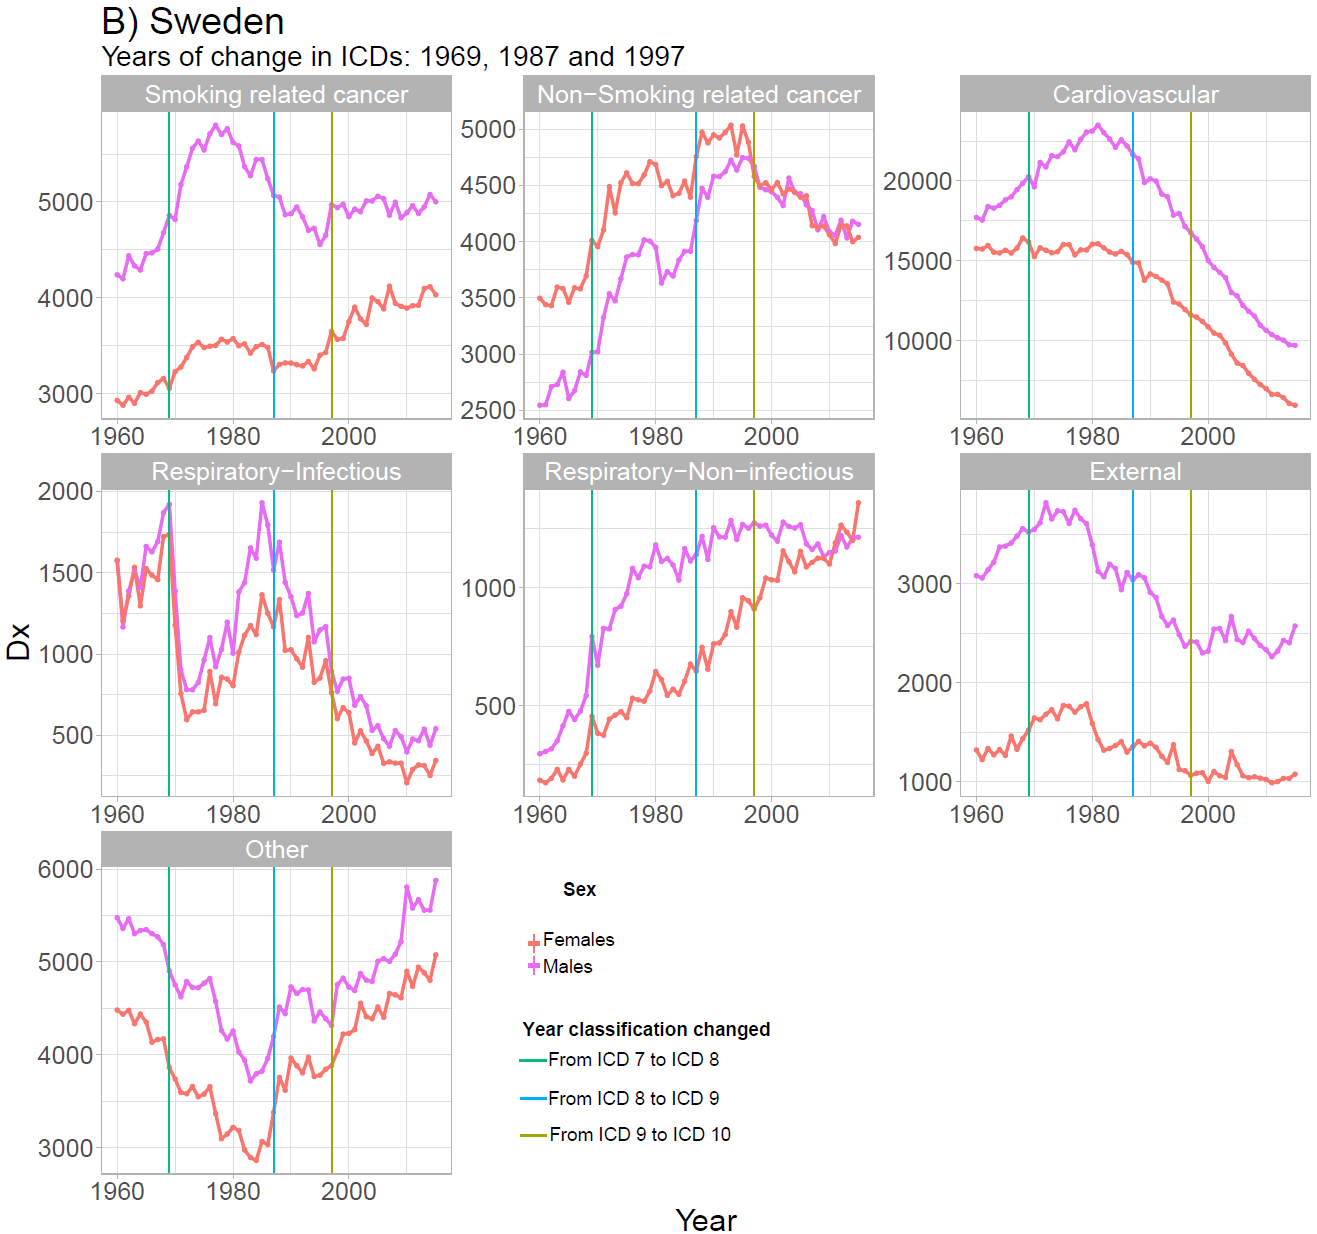 B) Sweden
Years of change in ICDs: 1969, 1987 and 1997
Smoking related cancer
Non−Smoking related cancer
Cardiovascular
5000
4000
3000
1960 1980 2000
5000
4500
4000
3500
3000
2500
1960 1980 2000
20000
15000
10000
1960 1980 2000
Respiratory−Infectious
Respiratory−Non−infectious
External
2000
1500
1000
500
1960 1980 2000
1000
500
1960 1980 2000
3000
2000
1000
1960 1980 2000
Dx
Other
6000
5000
4000
3000
1960 1980 2000
Sex
Females
Males
Year classification changed
From ICD 7 to ICD 8
From ICD 8 to ICD 9
From ICD 9 to ICD 10
Year